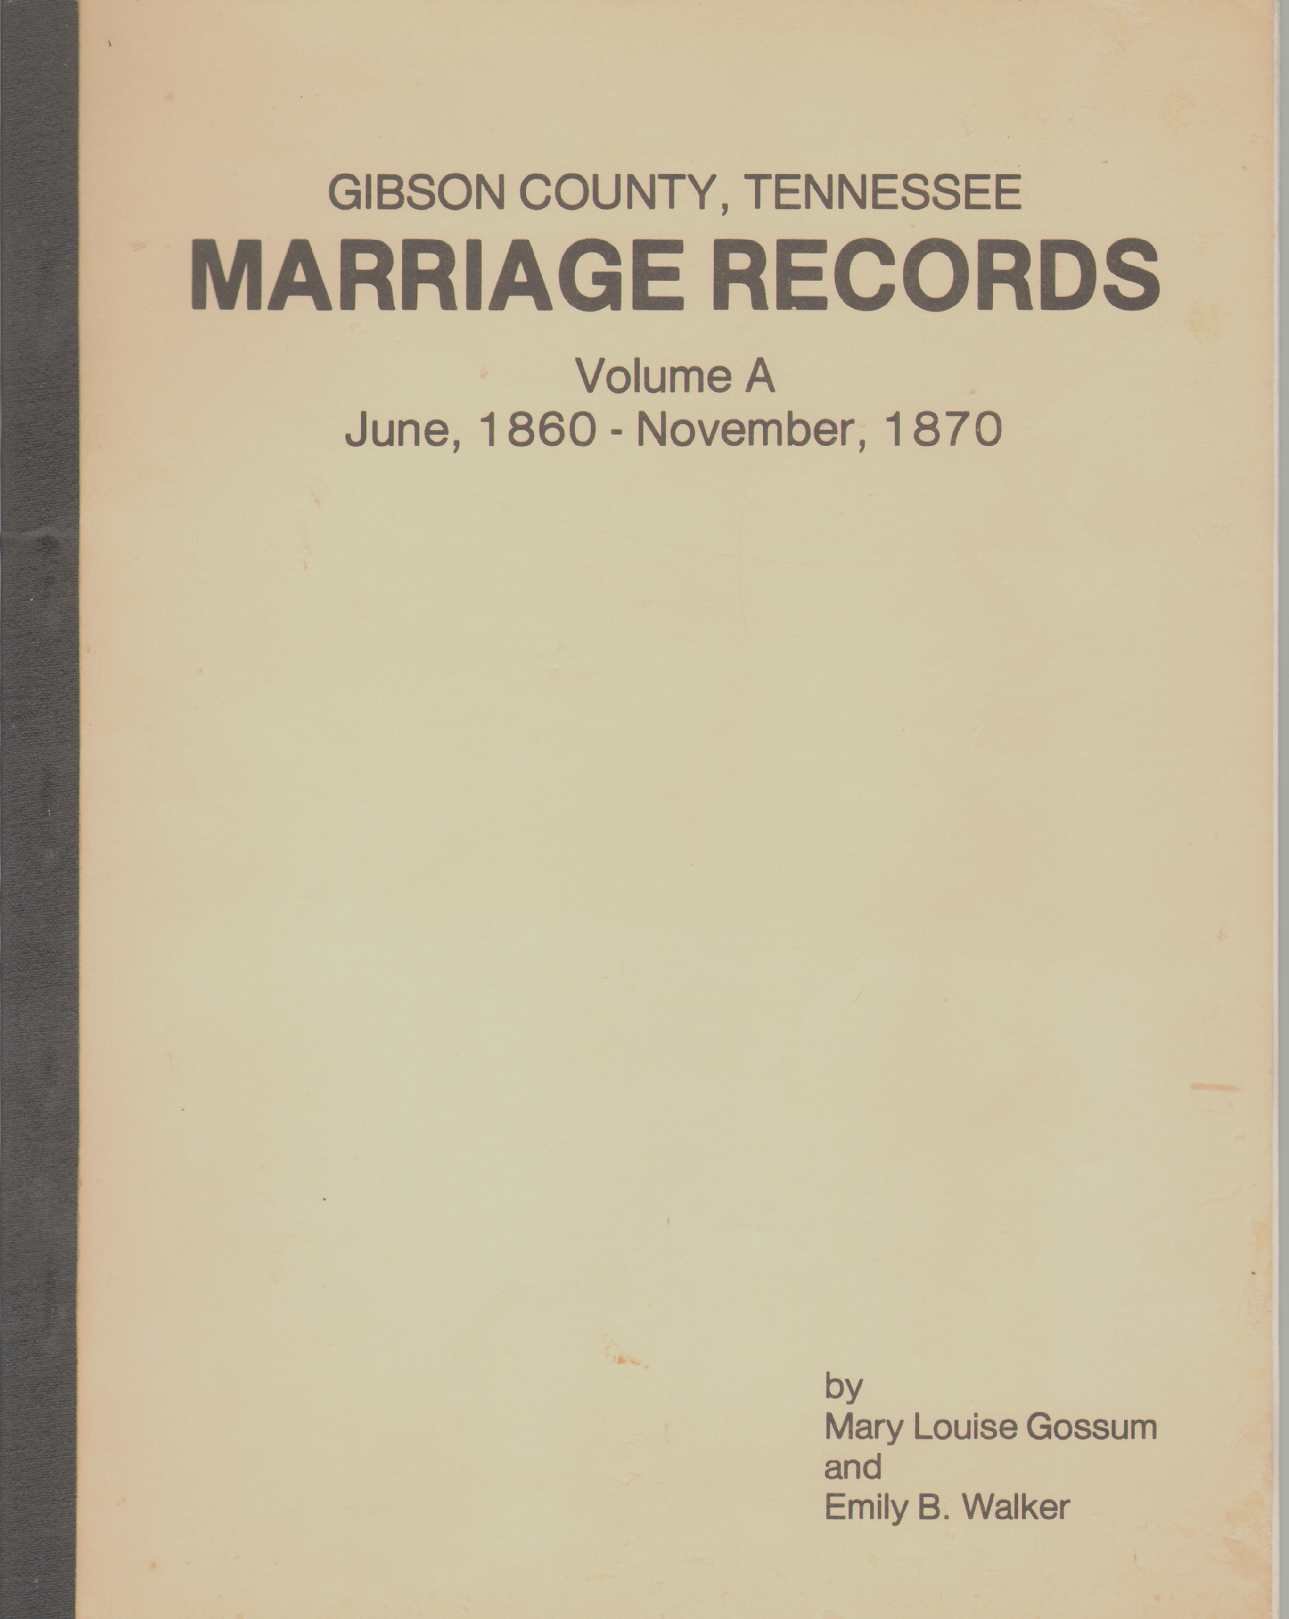 GIBSON COUNTY, TENNESSEE
MARRIAGE RECORDS
Volume A
June, 1860 - November, 1870
by
Mary Louise Gossum
and
Emily B. Walker